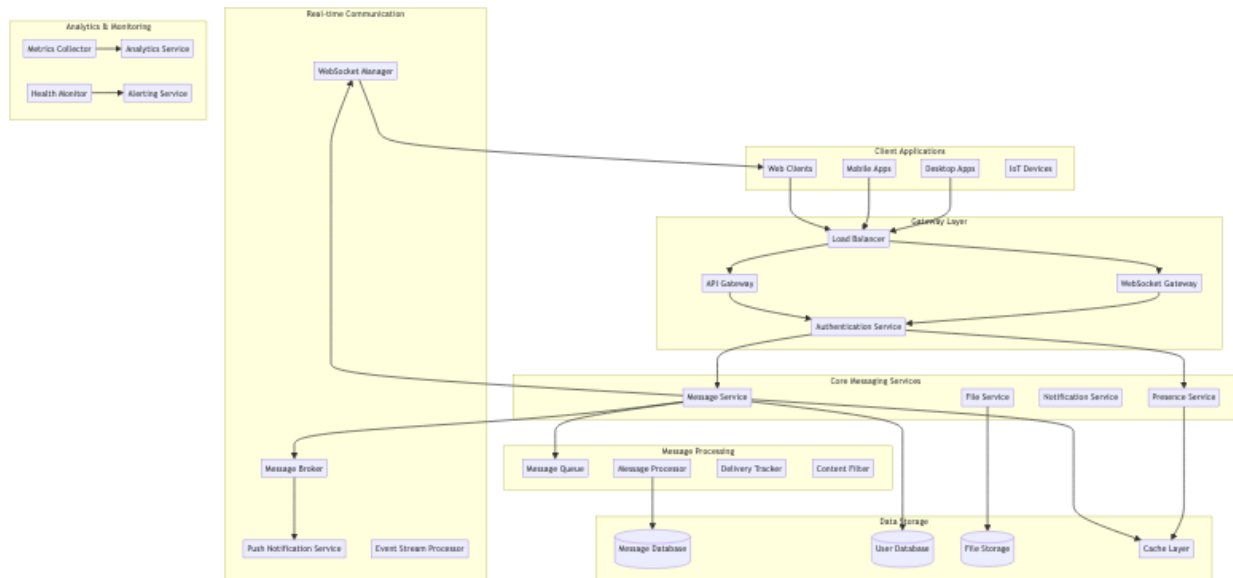 Analytics & Monitoring
Metrics Collector
Analytics Service
Health Monitor
Alerting Service
Real-time Communication
WebSocket Manager
Message Broker
Push Notification Service
Event Stream Processor
Client Applications
Web Clients
Mobile Apps
Desktop Apps
IoT Devices
Gateway Layer
Load Balancer
API Gateway
WebSocket Gateway
Authentication Service
Core Messaging Services
Message Service
File Service
Notification Service
Presence Service
Message Processing
Message Queue
Message Processor
Delivery Tracker
Content Filter
Data Storage
Message Database
User Database
File Storage
Cache Layer